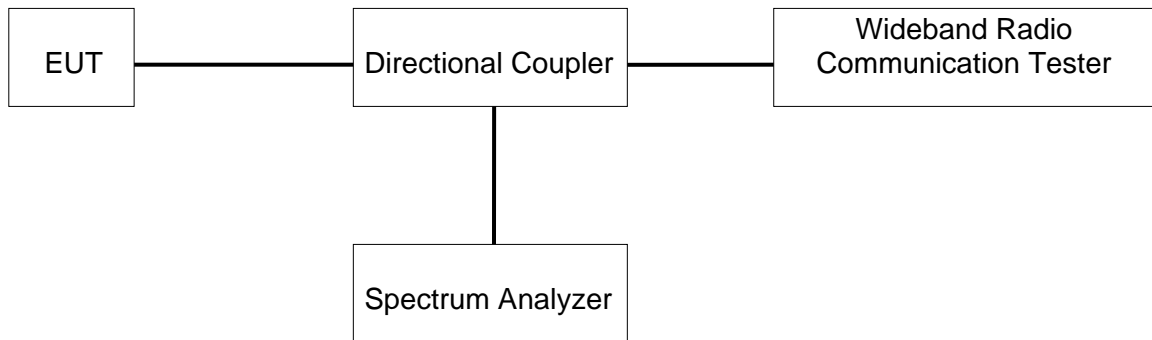 EUT
Directional Coupler
Wideband Radio
Communication Tester
Spectrum Analyzer